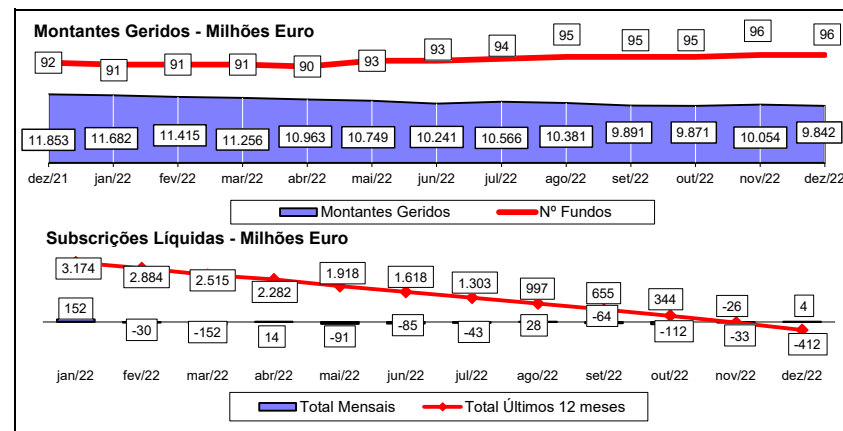 Montantes Geridos - Milhões Euro
92 91 91 91 90 93 93 94 95 95 95 96 96
11.853 11.682 11.415 11.256 10.963 10.749 10.241 10.566 10.381 9.891 9.871 10.054 9.842
dez/21 jan/22 fev/22 mar/22 abr/22 mai/22 jun/22 jul/22 ago/22 set/22 out/22 nov/22 dez/22
Montantes Geridos Nº Fundos
Subscrições Líquidas - Milhões Euro
3.174 2.884 2.515 2.282 1.918 1.618 1.303 997 655 344 -26 -412
152 -30 -152 14 -91 -85 -43 28 -64 -112 -33 4
jan/22 fev/22 mar/22 abr/22 mai/22 jun/22 jul/22 ago/22 set/22 out/22 nov/22 dez/22
Total Mensais Total Últimos 12 meses